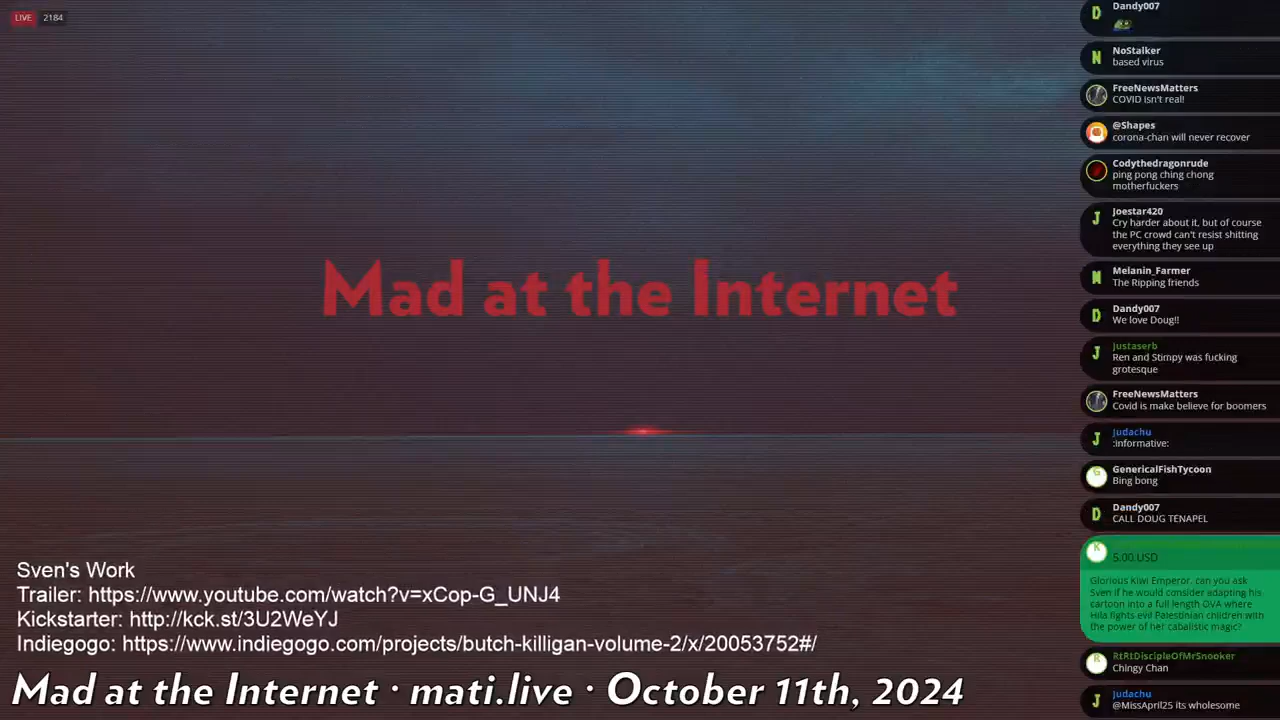 LIVE 2184
Mad at the Internet
Sven's Work
Trailer: https://www.youtube.com/watch?v=xCop-G_UNJ4
Kickstarter: http://kck.st/3U2WeYJ
Indiegogo: https://www.indiegogo.com/projects/butch-killigan-volume-2/x/20053752#/
Mad at the Internet · mati.live · October 11th, 2024
D
Dandy007
N
NoStalker
based virus
FreeNewsMatters
COVID isn't real!
@Shapes
corona-chan will never recover
Codythedragonrude
ping pong ching chong
motherfuckers
J
Joestar420
Cry harder about it, but of course
the PC crowd can't resist shitting
everything they see up
M
Melanin_Farmer
The Ripping friends
D
Dandy007
We love Doug!!
J
Justaserb
Ren and Stimpy was fucking
grotesque
FreeNewsMatters
Covid is make believe for boomers
J
Judachu
:informative:
G
GenericalFishTycoon
Bing bong
D
Dandy007
CALL DOUG TENAPEL
K
5.00 USD
Glorious Kiwi Emperor, can you ask
Sven if he would consider adapting his
cartoon into a full length OVA where
Hila fights evil Palestinian children with
the power of her cabalistic magic?
R
RtRtDiscipleOfMrSnooker
Chingy Chan
J
Judachu
@MissApril25 its wholesome